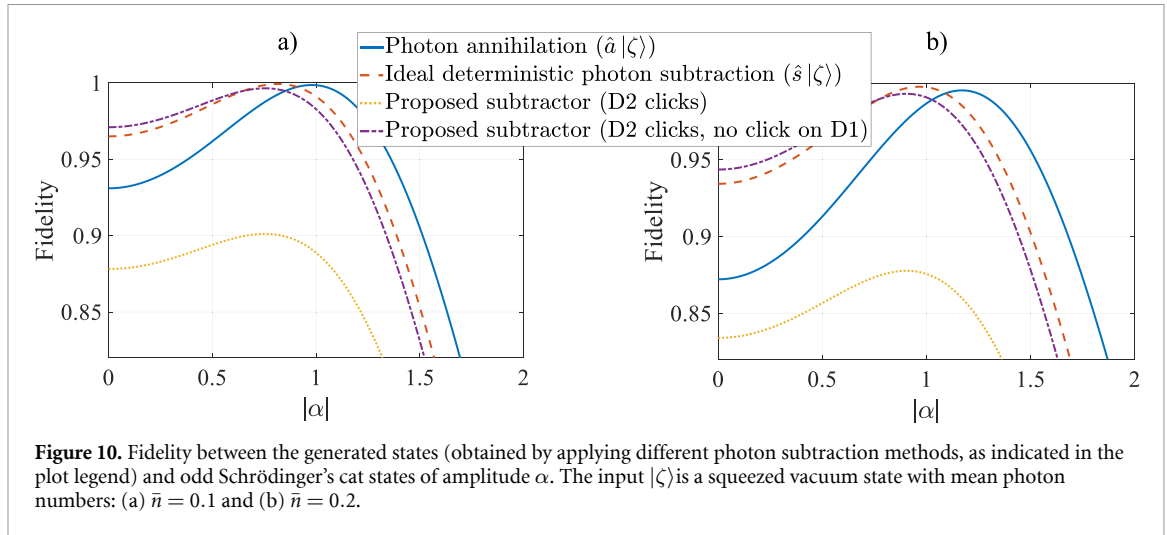 a)
b)
Photon annihilation (â |ζ⟩)
Ideal deterministic photon subtraction (ŝ |ζ⟩)
Proposed subtractor (D2 clicks)
Proposed subtractor (D2 clicks, no click on D1)
1
0.95
0.9
0.85
Fidelity
0 0.5 1 1.5 2
|α|
0.95
0.9
0.85
Fidelity
0 0.5 1 1.5 2
|α|
Figure 10. Fidelity between the generated states (obtained by applying different photon subtraction methods, as indicated in the
plot legend) and odd Schrödinger's cat states of amplitude α. The input |ζ⟩is a squeezed vacuum state with mean photon
numbers: (a) n̄ = 0.1 and (b) n̄ = 0.2.